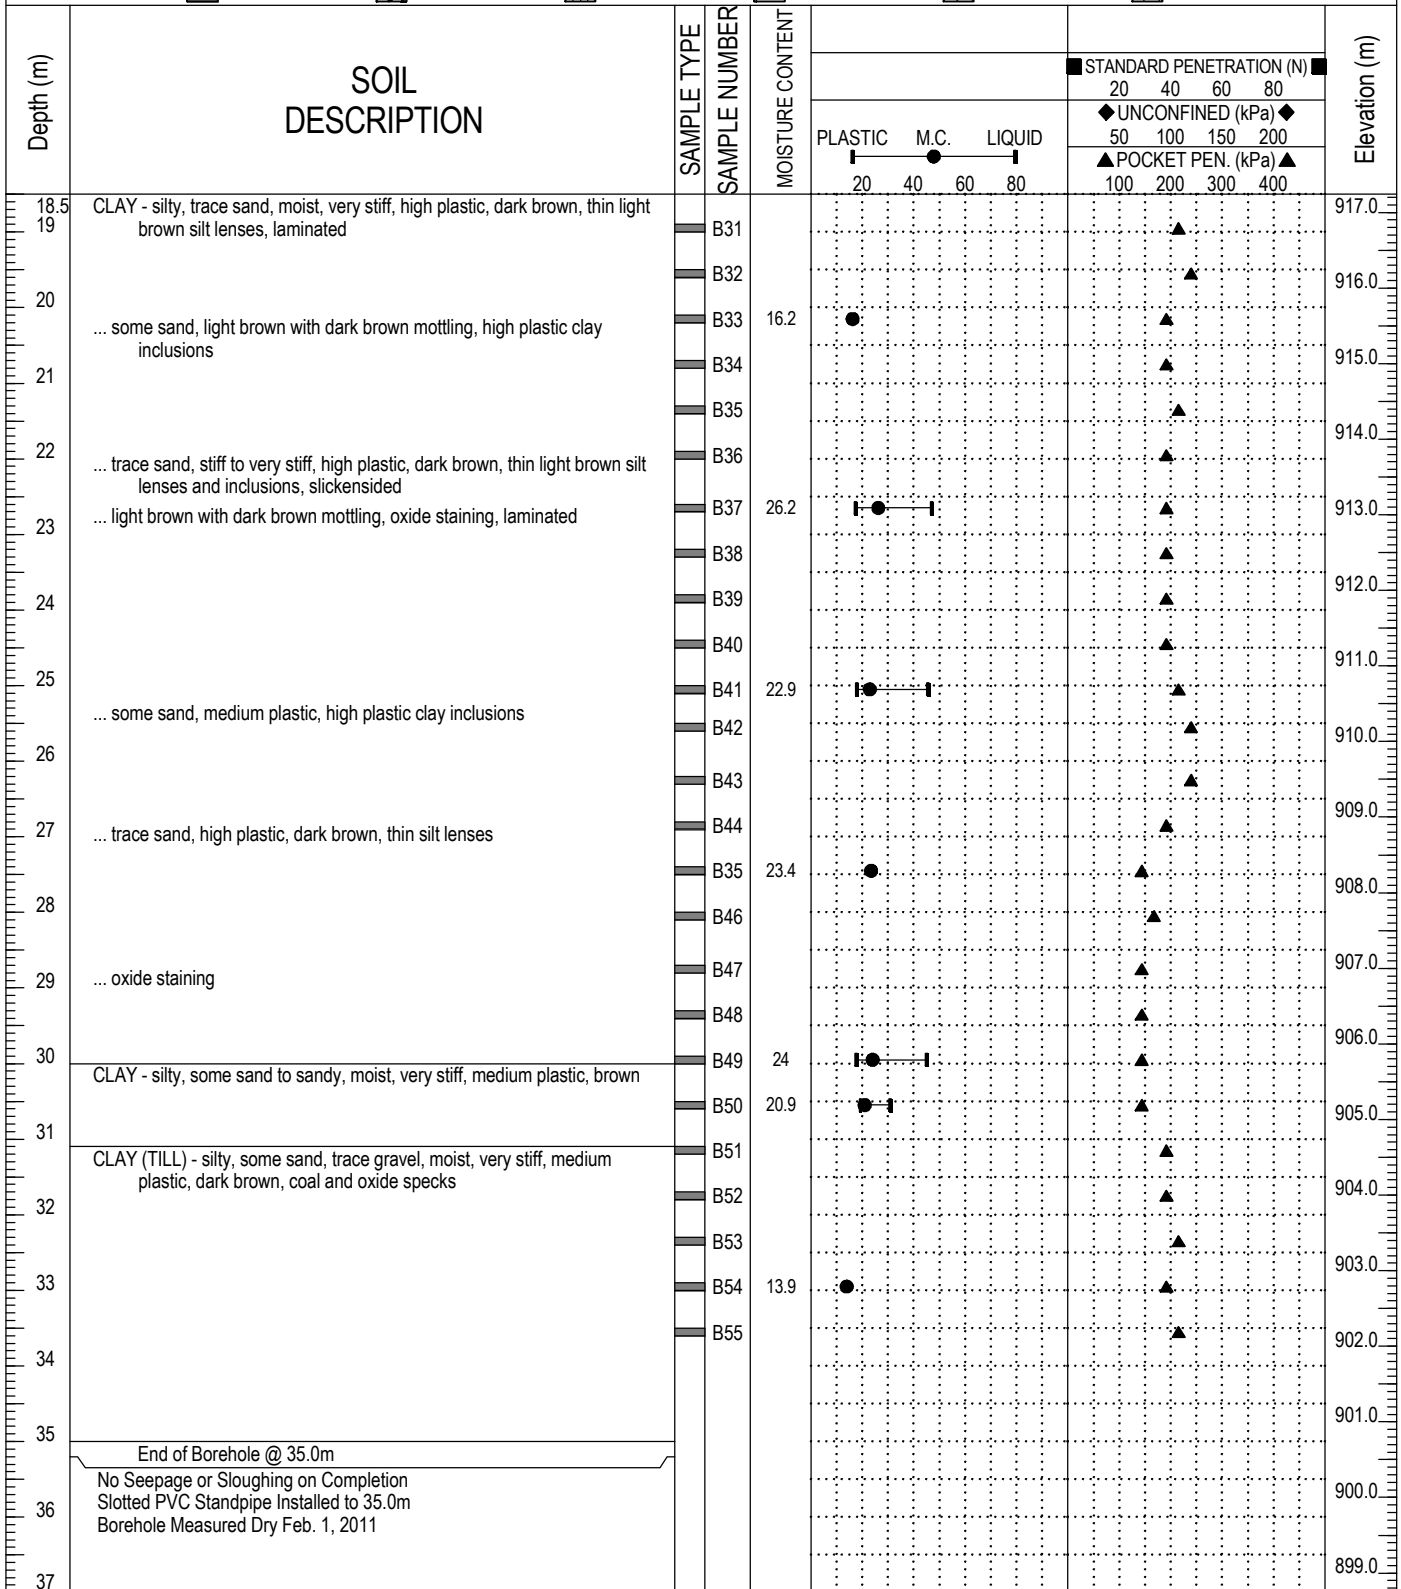 Depth (m)
SOIL
DESCRIPTION
SAMPLE TYPE
SAMPLE NUMBER
MOISTURE CONTENT
PLASTIC M.C. LIQUID
20 40 60 80
STANDARD PENETRATION (N)
20 40 60 80
UNCONFINED (kPa)
50 100 150 200
POCKET PEN. (kPa)
100 200 300 400
Elevation (m)
18.5 CLAY - silty, trace sand, moist, very stiff, high plastic, dark brown, thin light 917.0
19 brown silt lenses, laminated B31
B32
916.0
20
B33 16.2
... some sand, light brown with dark brown mottling, high plastic clay
inclusions
915.0
B34
21
B35
914.0
22
B36
... trace sand, stiff to very stiff, high plastic, dark brown, thin light brown silt
lenses and inclusions, slickensided
B37 26.2 913.0
... light brown with dark brown mottling, oxide staining, laminated
23
B38
912.0
B39
24
B40
911.0
25
B41 22.9
... some sand, medium plastic, high plastic clay inclusions
B42
910.0
26
B43
909.0
B44
27 ... trace sand, high plastic, dark brown, thin silt lenses
B35 23.4
908.0
28
B46
907.0
B47
29 ... oxide staining
B48
906.0
30
B49 24
CLAY - silty, some sand to sandy, moist, very stiff, medium plastic, brown
B50 20.9
905.0
31
B51
CLAY (TILL) - silty, some sand, trace gravel, moist, very stiff, medium
plastic, dark brown, coal and oxide specks
904.0
B52
32
B53
903.0
33
B54 13.9
B55
902.0
34
901.0
35
End of Borehole @ 35.0m
No Seepage or Sloughing on Completion
900.0
Slotted PVC Standpipe Installed to 35.0m
36
Borehole Measured Dry Feb. 1, 2011
899.0
37